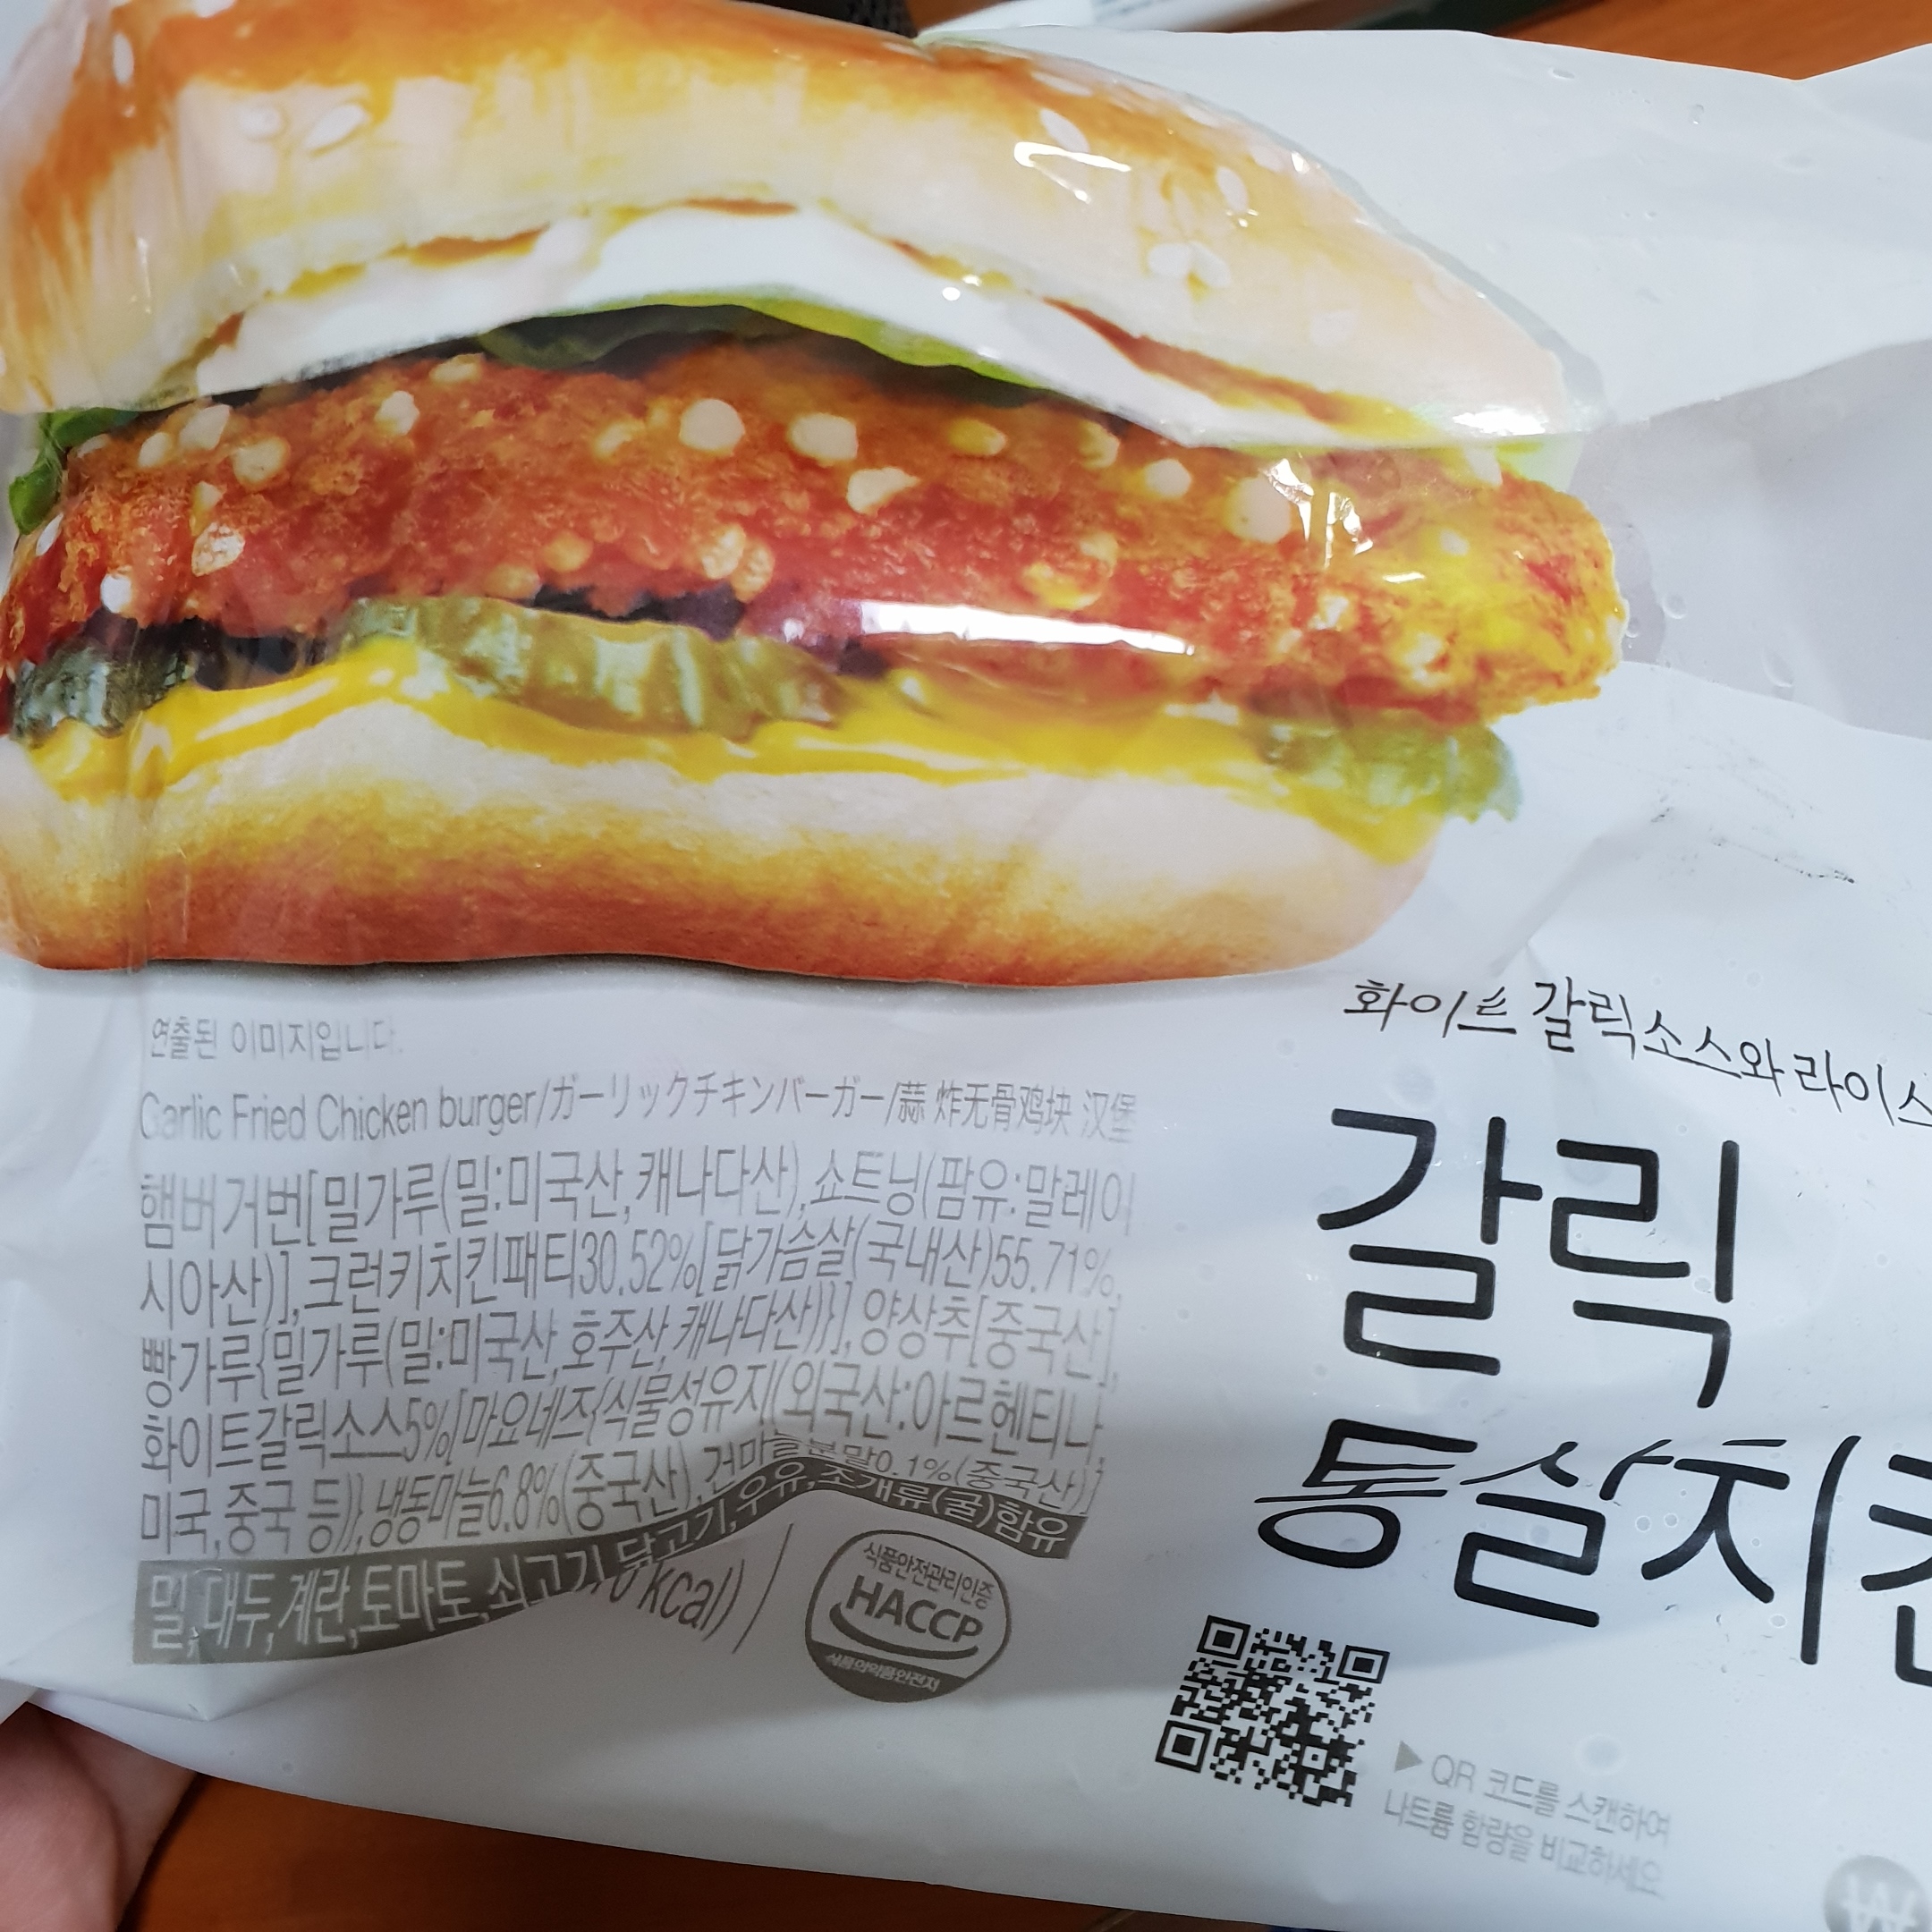 연출된 이미지입니다.
Garlic Fried Chicken burger/ガーリックチキンバーガー/蒜 炸无骨鸡块 汉堡
햄버거번[밀가루(밀:미국산,캐나다산),쇼트닝(팜유:말레이
시아산)],크런키치킨패티30.52%[닭가슴살(국내산)55.71%,
빵가루{밀가루(밀:미국산,호주산,캐나다산)}],양상추[중국산],
화이트갈릭소스5%[마요네즈{식물성유지(외국산:아르헨티나,
미국,중국 등)},냉동마늘6.8%(중국산),건마늘분말0.1%(중국산)]
밀,대두,계란,토마토,쇠고기,닭고기,우유,조개류(굴)함유
kcal)
식품안전관리인증
HACCP
식품의약품안전처
화이트 갈릭소스와 라이스
갈릭
통살치킨
▶ QR 코드를 스캔하여
나트륨 함량을 비교하세요
₩